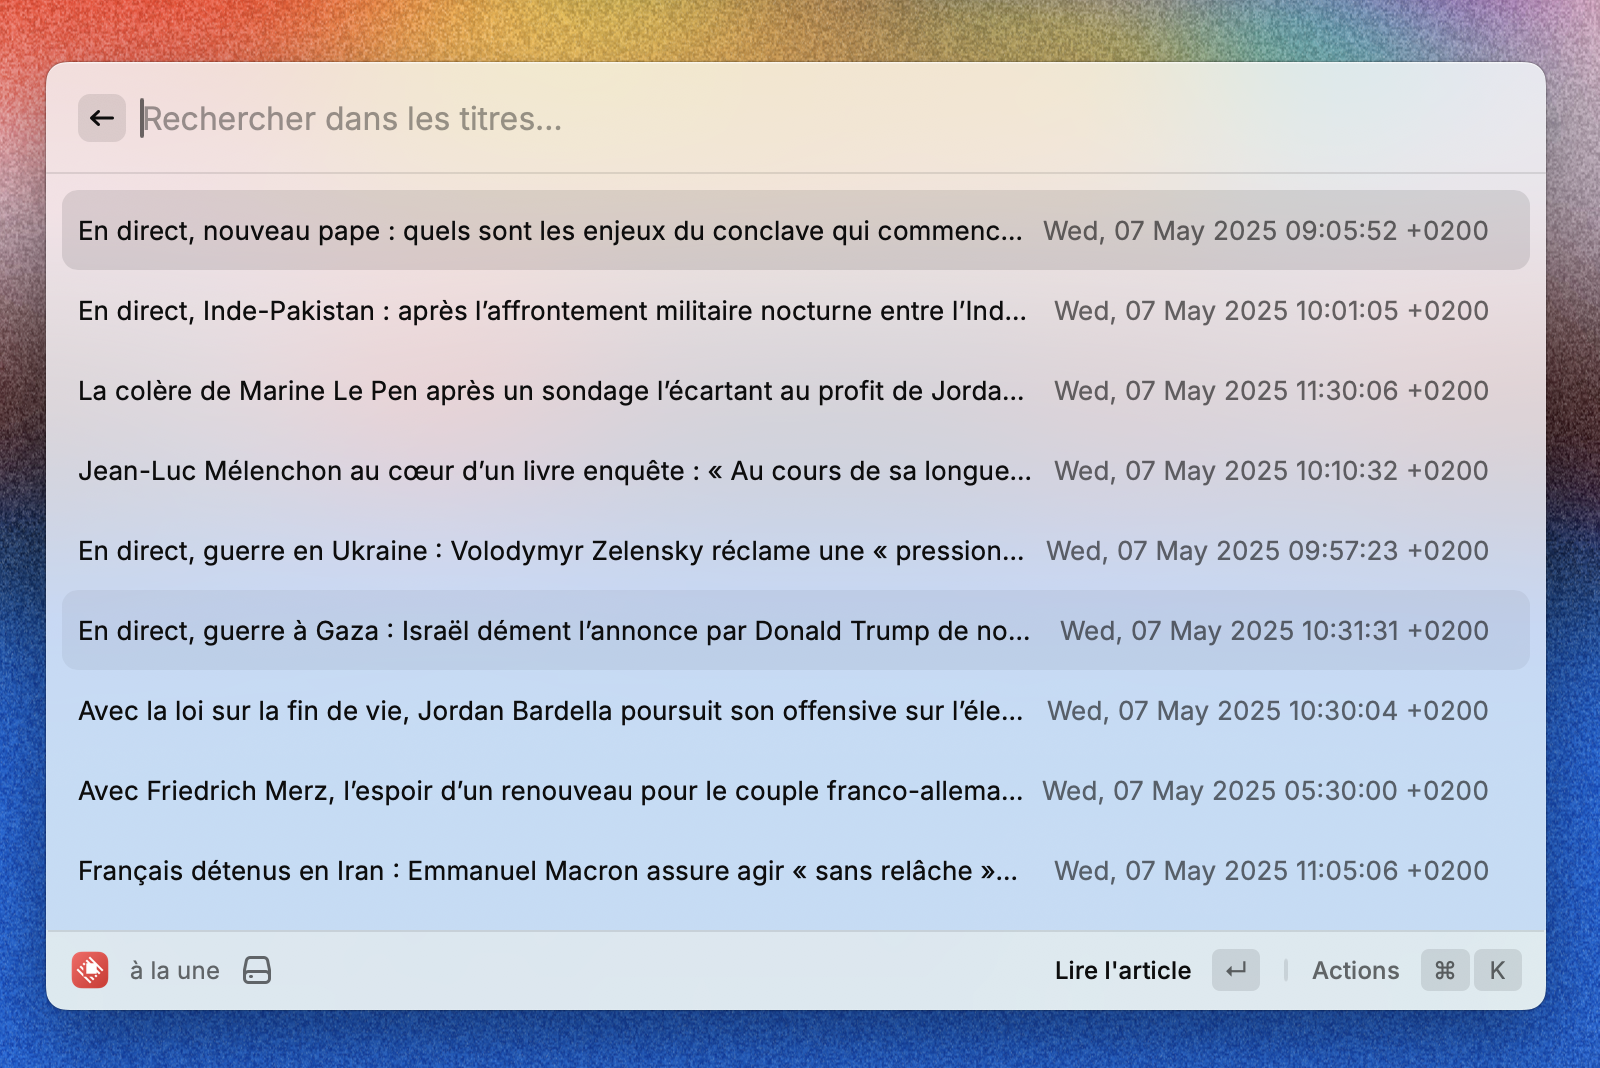 Rechercher dans les titres...
En direct, nouveau pape : quels sont les enjeux du conclave qui commenc... Wed, 07 May 2025 09:05:52 +0200
En direct, Inde-Pakistan : après l’affrontement militaire nocturne entre l’Ind... Wed, 07 May 2025 10:01:05 +0200
La colère de Marine Le Pen après un sondage l’écartant au profit de Jorda... Wed, 07 May 2025 11:30:06 +0200
Jean-Luc Mélenchon au cœur d’un livre enquête : « Au cours de sa longue... Wed, 07 May 2025 10:10:32 +0200
En direct, guerre en Ukraine : Volodymyr Zelensky réclame une « pression... Wed, 07 May 2025 09:57:23 +0200
En direct, guerre à Gaza : Israël dément l’annonce par Donald Trump de no... Wed, 07 May 2025 10:31:31 +0200
Avec la loi sur la fin de vie, Jordan Bardella poursuit son offensive sur l’éle... Wed, 07 May 2025 10:30:04 +0200
Avec Friedrich Merz, l’espoir d’un renouveau pour le couple franco-allema... Wed, 07 May 2025 05:30:00 +0200
Français détenus en Iran : Emmanuel Macron assure agir « sans relâche »... Wed, 07 May 2025 11:05:06 +0200
à la une Lire l'article ↵ Actions ⌘ K